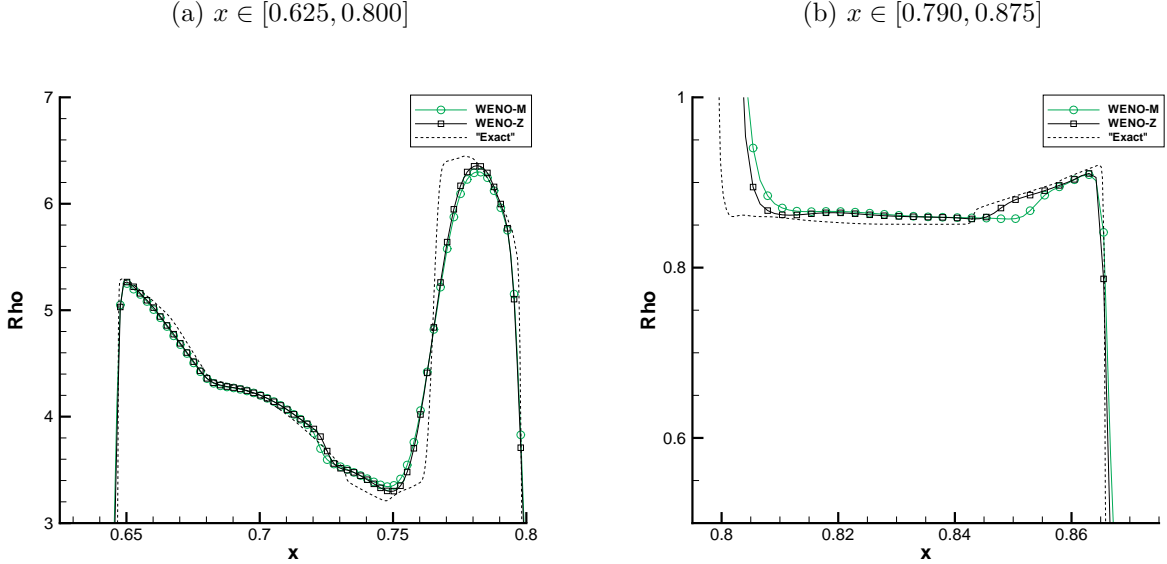 (a) x ∈ [0.625, 0.800]
(b) x ∈ [0.790, 0.875]
WENO-M
WENO-Z
"Exact"
7
6
5
4
3
Rho
0.65
0.7
0.75
0.8
x
WENO-M
WENO-Z
"Exact"
1
0.8
0.6
Rho
0.8
0.82
0.84
0.86
x